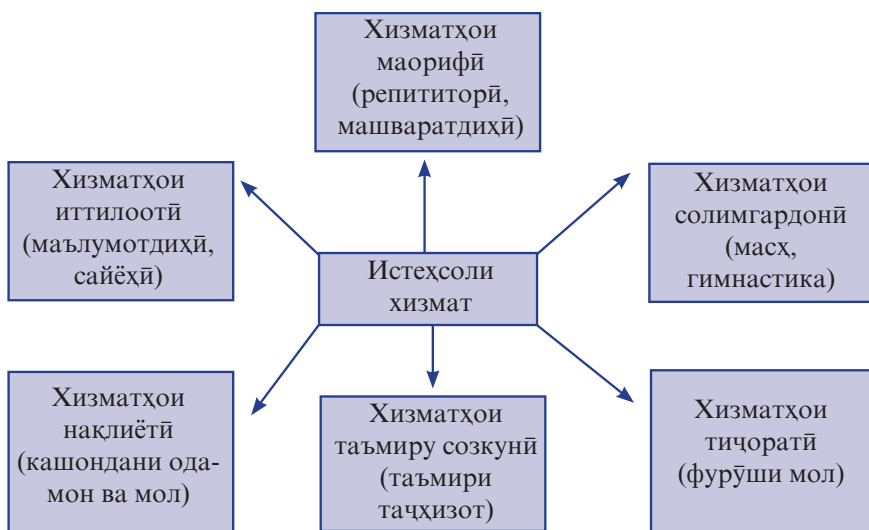 Хизматҳои
маорифӣ
(репититорӣ,
машваратдиҳӣ)
Хизматҳои
иттилоотӣ
(маълумотдиҳӣ,
сайёҳӣ)
Хизматҳои
солимгардонӣ
(масҳ,
гимнастика)
Истеҳсоли
хизмат
Хизматҳои
нақлиётӣ
(кашондани ода-
мон ва мол)
Хизматҳои
таъмиру созкунӣ
(таъмири
таҷҳизот)
Хизматҳои
тиҷоратӣ
(фурӯши мол)